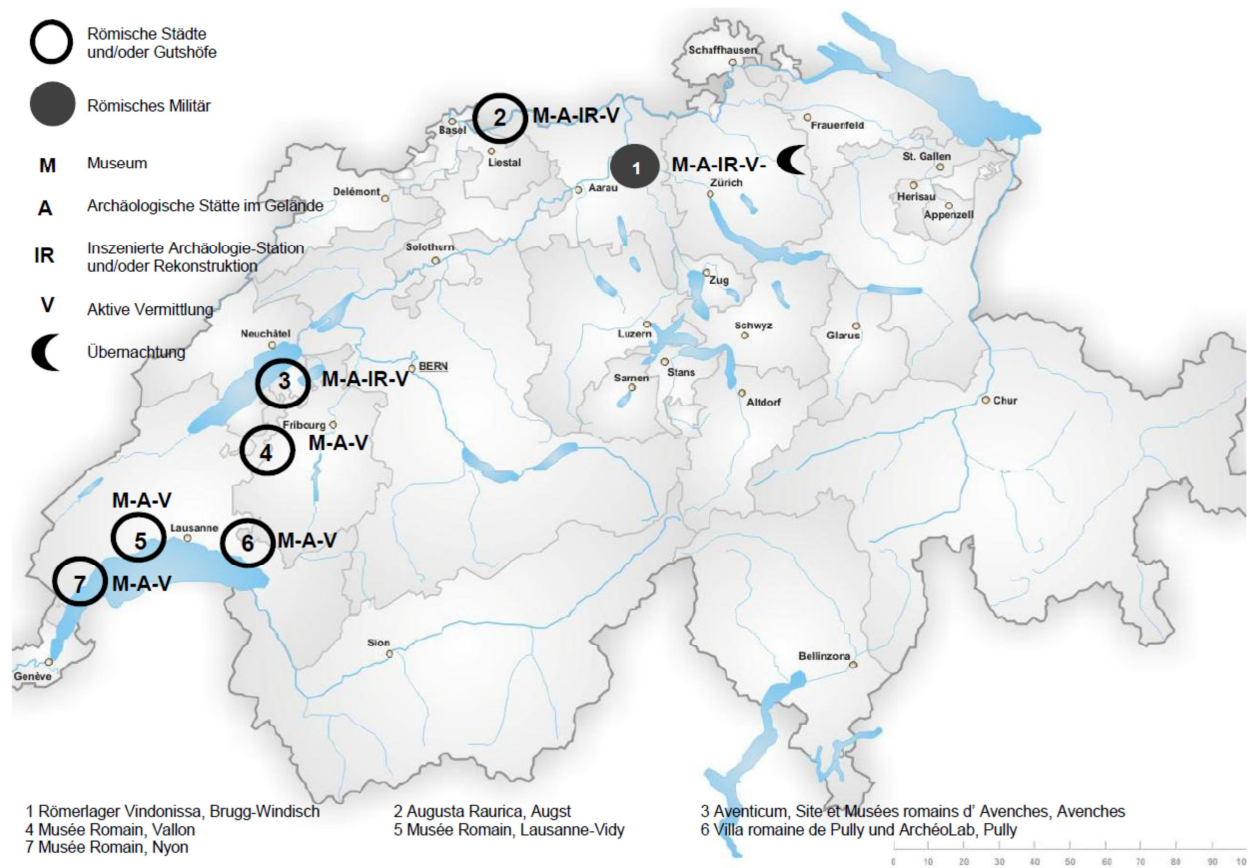 Römische Städte
und/oder Gutshöfe
Römisches Militär
M Museum
A Archäologische Stätte im Gelände
IR Inszenierte Archäologie-Station
und/oder Rekonstruktion
V Aktive Vermittlung
Übernachtung
Schaffhausen
2 M-A-IR-V
Basel
Liestal
Frauenfeld
1 M-A-IR-V-
St. Gallen
Aarau
Zürich
Herisau
Delémont
Appenzell
Solothurn
Zug
Neuchâtel
Luzern
Schwyz
Glarus
BERN
Stans
3 M-A-IR-V
Sarnen
Altdorf
Chur
Fribourg
4 M-A-V
M-A-V
5
Lausanne
6 M-A-V
7 M-A-V
Sion
Genève
Bellinzona
1 Römerlager Vindonissa, Brugg-Windisch 2 Augusta Raurica, Augst 3 Aventicum, Site et Musées romains d' Avenches, Avenches
4 Musée Romain, Vallon 5 Musée Romain, Lausanne-Vidy 6 Villa romaine de Pully und ArchéoLab, Pully
7 Musée Romain, Nyon
0 10 20 30 40 50 60 70 80 90